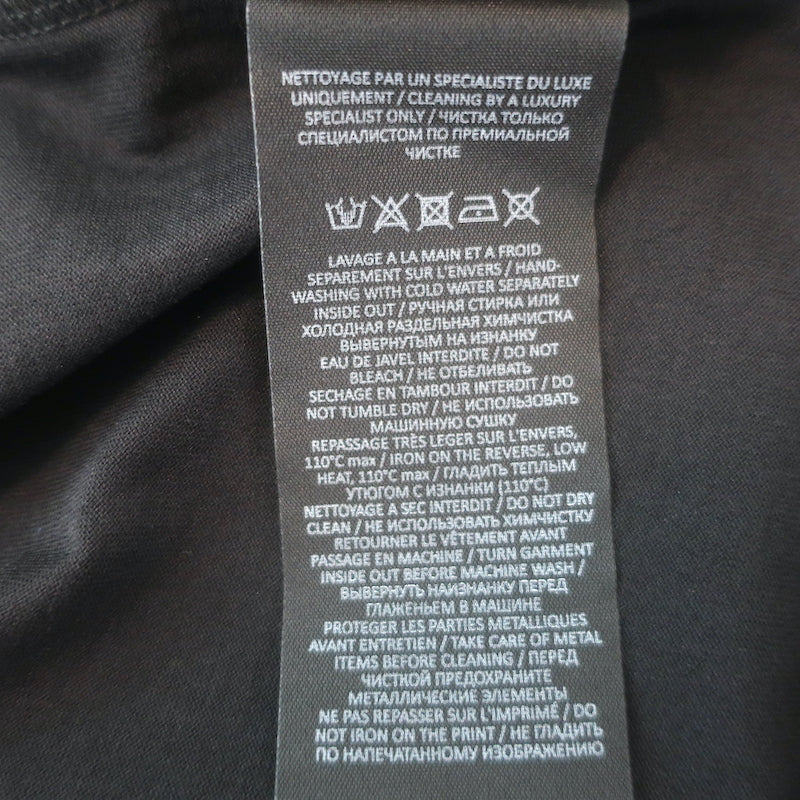 NETTOYAGE PAR UN SPECIALISTE DU LUXE
UNIQUEMENT / CLEANING BY A LUXURY
SPECIALIST ONLY / ЧИСТКА ТОЛЬКО
СПЕЦИАЛИСТОМ ПО ПРЕМИАЛЬНОЙ
ЧИСТКЕ
LAVAGE A LA MAIN ET A FROID
SEPAREMENT SUR L'ENVERS / HAND-
WASHING WITH COLD WATER SEPARATELY
INSIDE OUT / РУЧНАЯ СТИРКА ИЛИ
ХОЛОДНАЯ РАЗДЕЛЬНАЯ ХИМЧИСТКА
ВЫВЕРНУТЫМ НА ИЗНАНКУ
EAU DE JAVEL INTERDITE / DO NOT
BLEACH / НЕ ОТБЕЛИВАТЬ
SECHAGE EN TAMBOUR INTERDIT / DO
NOT TUMBLE DRY / НЕ ИСПОЛЬЗОВАТЬ
МАШИННУЮ СУШКУ
REPASSAGE TRÈS LEGER SUR L'ENVERS,
110°C max / IRON ON THE REVERSE, LOW
HEAT, 110°C max / ГЛАДИТЬ ТЕПЛЫМ
УТЮГОМ С ИЗНАНКИ (110°C)
NETTOYAGE A SEC INTERDIT / DO NOT DRY
CLEAN / НЕ ИСПОЛЬЗОВАТЬ ХИМЧИСТКУ
RETOURNER LE VÊTEMENT AVANT
PASSAGE EN MACHINE / TURN GARMENT
INSIDE OUT BEFORE MACHINE WASH /
ВЫВЕРНУТЬ НАИЗНАНКУ ПЕРЕД
ГЛАЖЕНЬЕМ В МАШИНЕ
PROTEGER LES PARTIES METALLIQUES
AVANT ENTRETIEN / TAKE CARE OF METAL
ITEMS BEFORE CLEANING / ПЕРЕД
ЧИСТКОЙ ПРЕДОХРАНИТЕ
МЕТАЛЛИЧЕСКИЕ ЭЛЕМЕНТЫ
NE PAS REPASSER SUR L'IMPRIMÉ / DO
NOT IRON ON THE PRINT / НЕ ГЛАДИТЬ
ПО НАПЕЧАТАННОМУ ИЗОБРАЖЕНИЮ